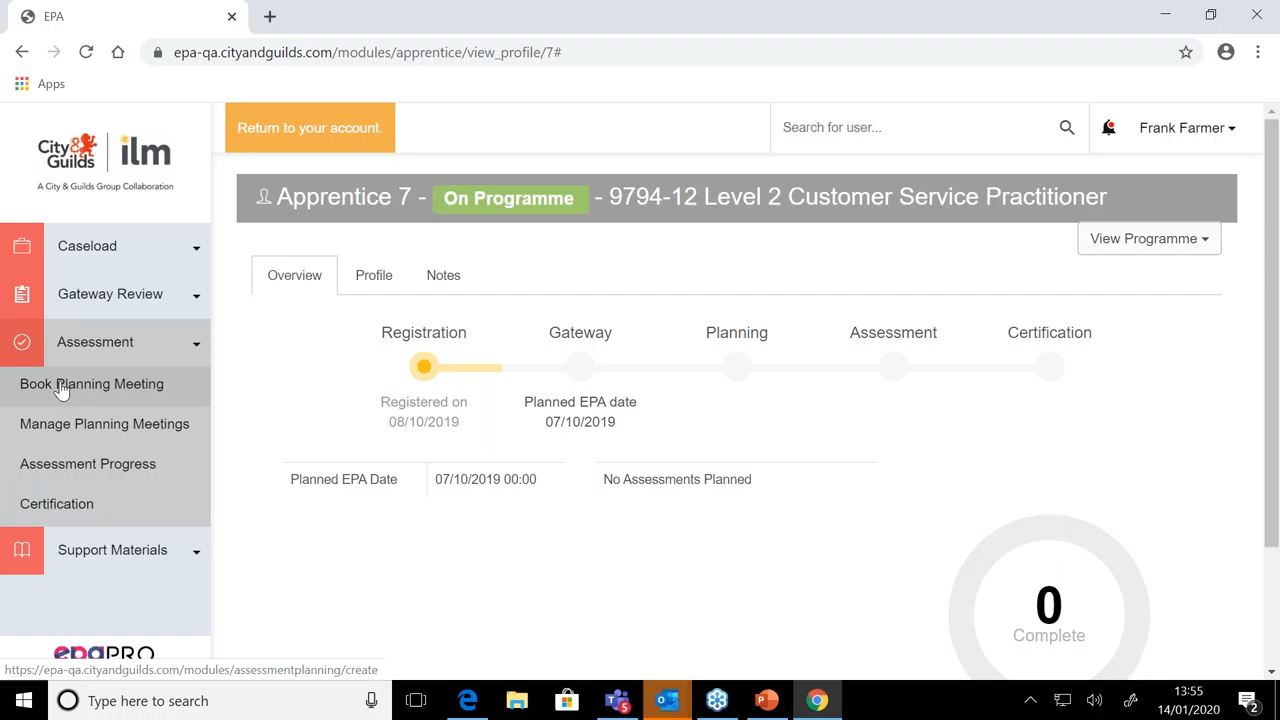 EPA
epa-qa.cityandguilds.com/modules/apprentice/view_profile/7#
Apps
City & Guilds
ilm
A City & Guilds Group Collaboration
Return to your account.
Search for user...
Frank Farmer
Apprentice 7 - On Programme - 9794-12 Level 2 Customer Service Practitioner
View Programme
Caseload
Gateway Review
Assessment
Book Planning Meeting
Manage Planning Meetings
Assessment Progress
Certification
Support Materials
epaPRO
Overview
Profile
Notes
Registration
Gateway
Planning
Assessment
Certification
Registered on
08/10/2019
Planned EPA date
07/10/2019
Planned EPA Date
07/10/2019 00:00
No Assessments Planned
0
Complete
https://epa-qa.cityandguilds.com/modules/assessmentplanning/create
Type here to search
5
13:55
14/01/2020
2